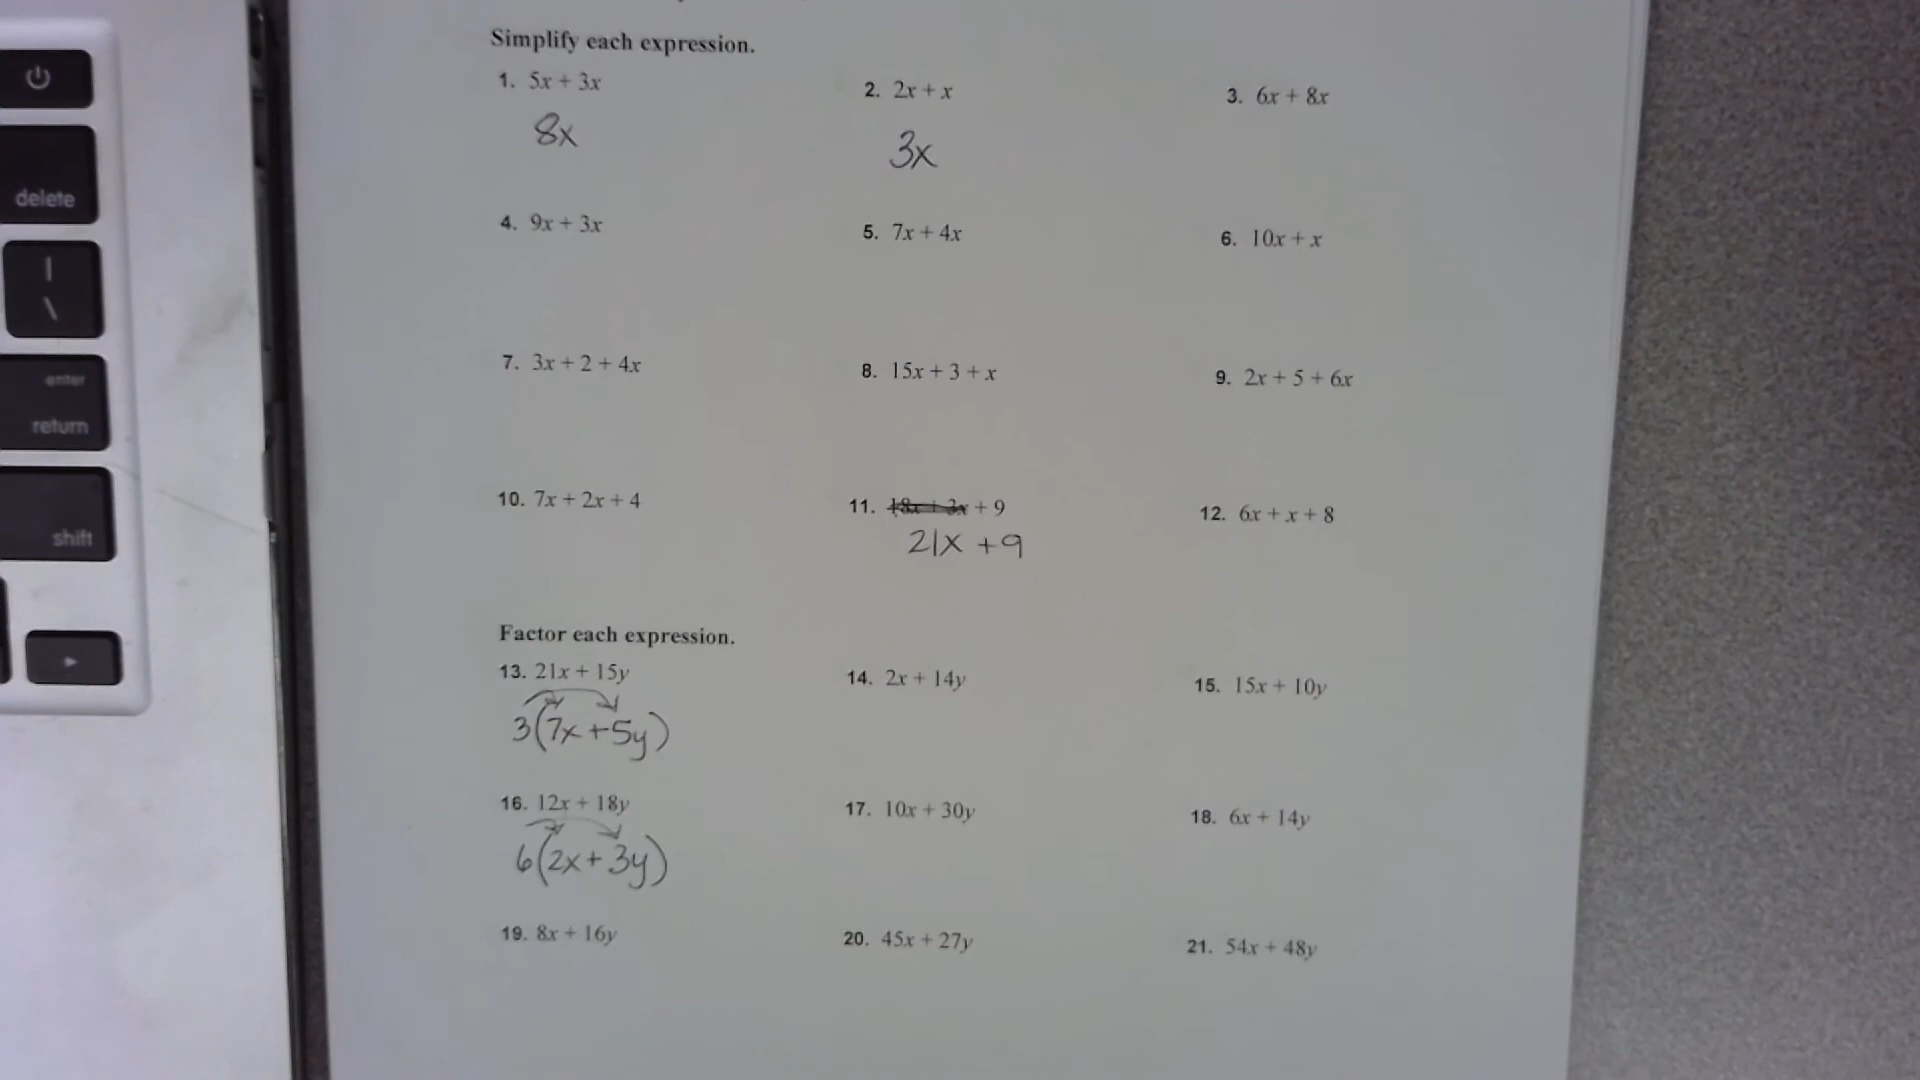 delete
|
\
enter
return
shift
Simplify each expression.
1. 5x + 3x
8x
2. 2x + x
3x
3. 6x + 8x
4. 9x + 3x
5. 7x + 4x
6. 10x + x
7. 3x + 2 + 4x
8. 15x + 3 + x
9. 2x + 5 + 6x
10. 7x + 2x + 4
11. 18x + 3x + 9
21x + 9
12. 6x + x + 8
Factor each expression.
13. 21x + 15y
3(7x + 5y)
14. 2x + 14y
15. 15x + 10y
16. 12x + 18y
6(2x + 3y)
17. 10x + 30y
18. 6x + 14y
19. 8x + 16y
20. 45x + 27y
21. 54x + 48y